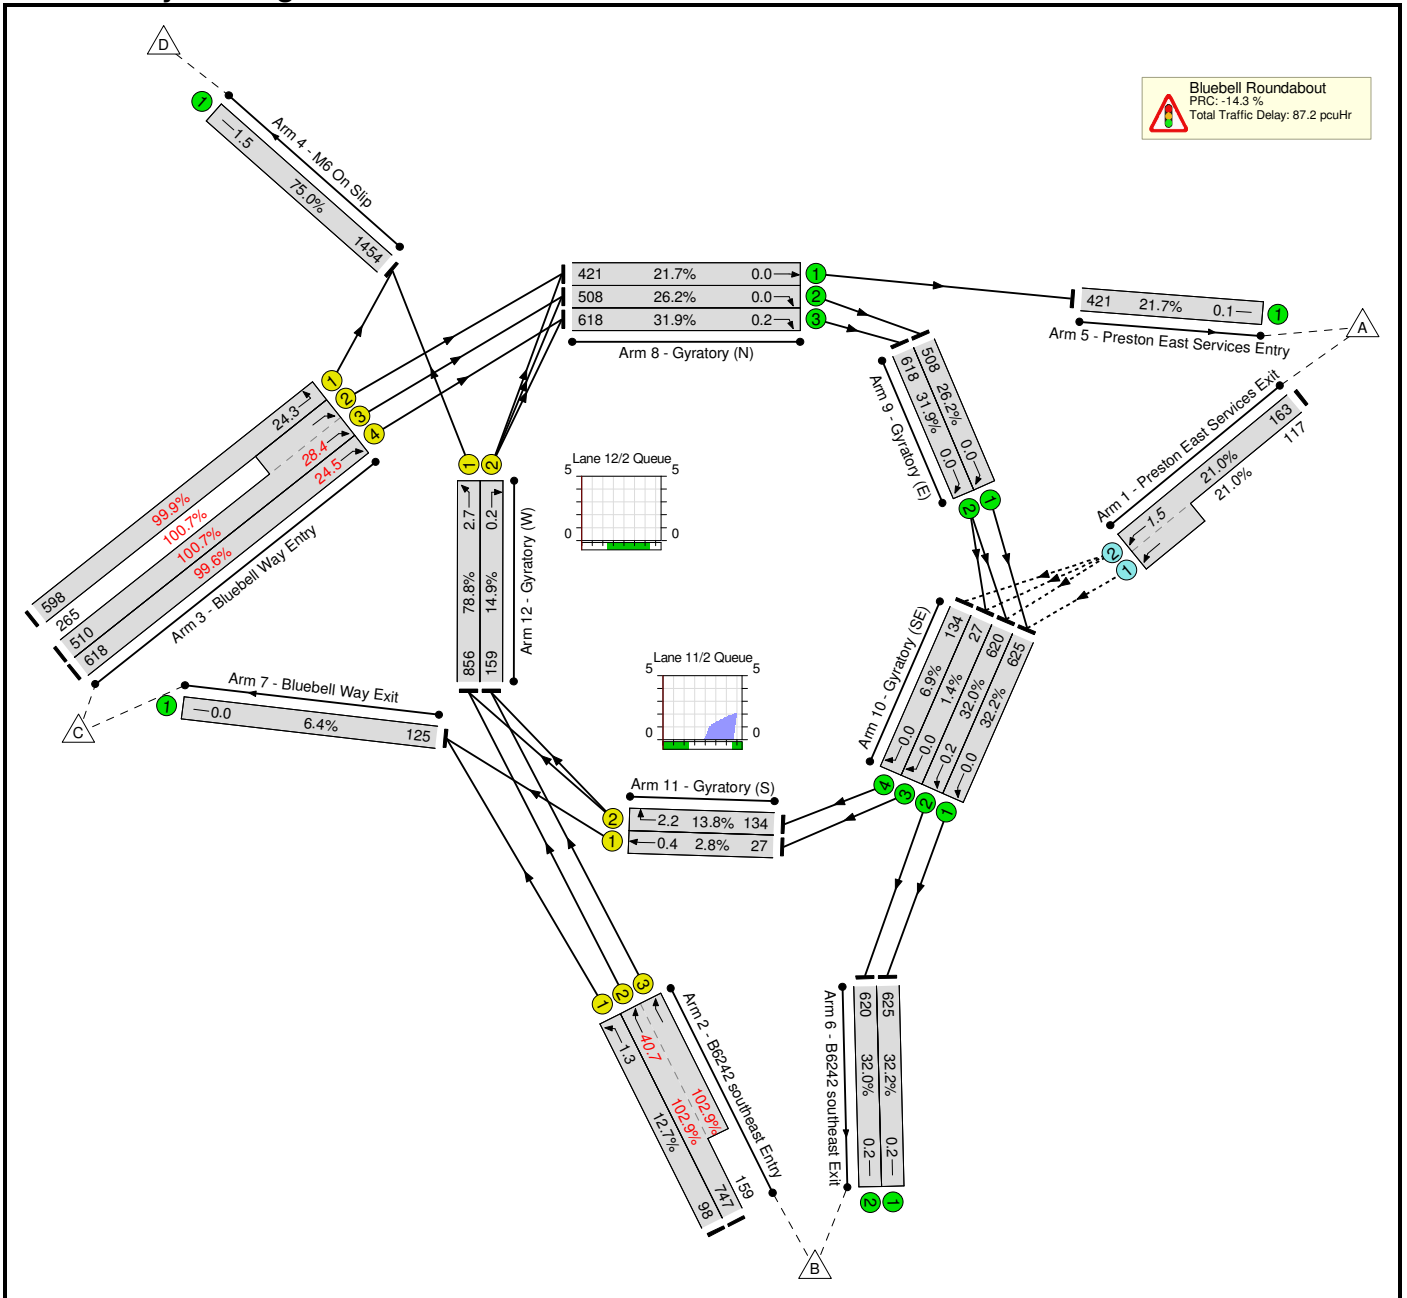 D
Bluebell Roundabout
PRC: -14.3 %
Total Traffic Delay: 87.2 pcuHr
1
1.5
75.0%
1454
Arm 4 - M6 On Slip
421 21.7% 0.0 1
508 26.2% 0.0 2
618 31.9% 0.2 3
Arm 8 - Gyratory (N)
421 21.7% 0.1 1
Arm 5 - Preston East Services Entry
A
508 26.2% 0.0 1
618 31.9% 0.0 2
Arm 9 - Gyratory (E)
Arm 1 - Preston East Services Exit
163
117
21.0%
21.0%
1.5
2
1
1
2
3
4
24.3
28.4
24.5
99.9%
100.7%
100.7%
99.6%
598
265
510
618
Arm 3 - Bluebell Way Entry
1
2
2.7
0.2
78.8%
14.9%
856
159
Arm 12 - Gyratory (W)
Lane 12/2 Queue
5 5
0 0
Lane 11/2 Queue
5 5
0 0
Arm 10 - Gyratory (SE)
134 6.9% 0.0 4
27 1.4% 0.0 3
620 32.0% 0.2 2
625 32.2% 0.0 1
Arm 7 - Bluebell Way Exit
1 0.0 6.4% 125
C
Arm 11 - Gyratory (S)
2 2.2 13.8% 134
1 0.4 2.8% 27
1
2
3
1.3
40.7
12.7%
102.9%
102.9%
98
747
159
Arm 2 - B6242 southeast Entry
Arm 6 - B6242 southeast Exit
620 32.0% 0.2 2
625 32.2% 0.2 1
B